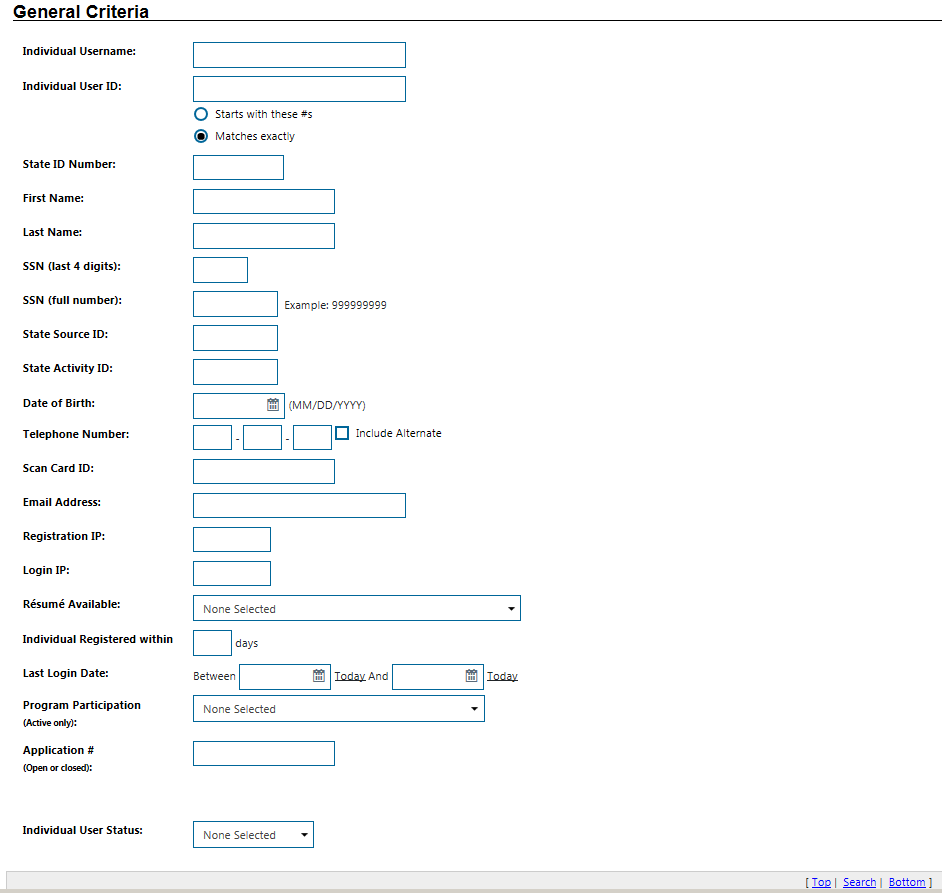 General Criteria
Individual Username:
Individual User ID:
Starts with these #s
Matches exactly
State ID Number:
First Name:
Last Name:
SSN (last 4 digits):
SSN (full number): Example: 999999999
State Source ID:
State Activity ID:
Date of Birth: (MM/DD/YYYY)
Telephone Number: - - Include Alternate
Scan Card ID:
Email Address:
Registration IP:
Login IP:
Résumé Available: None Selected
Individual Registered within days
Last Login Date: Between Today And Today
Program Participation None Selected
(Active only):
Application #
(Open or closed):
Individual User Status: None Selected
[ Top | Search | Bottom ]